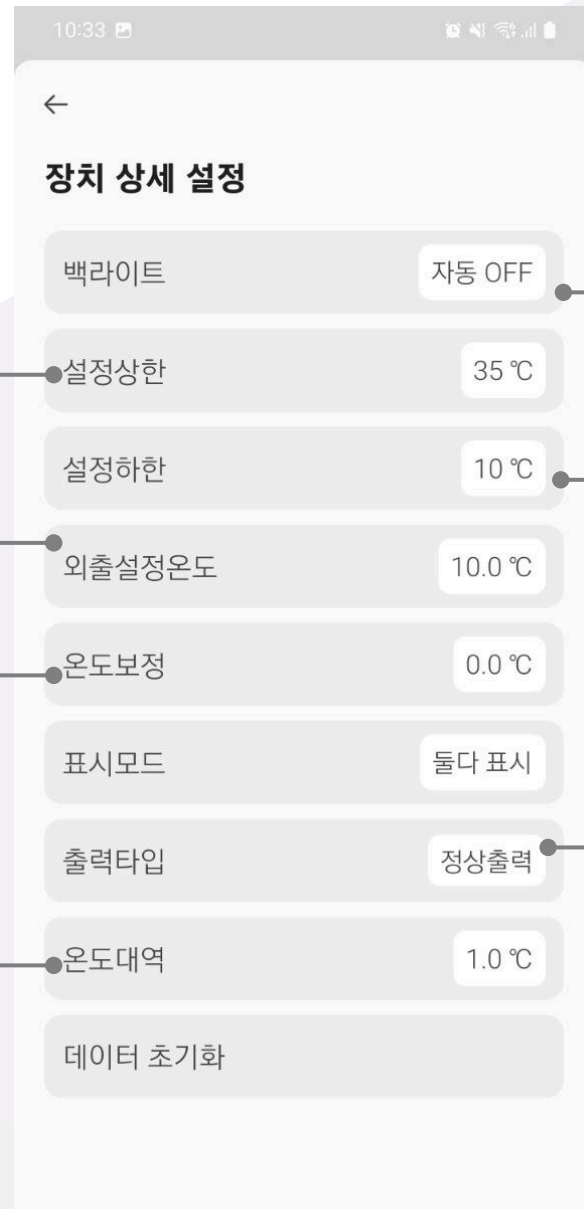 10:33
←
장치 상세 설정
백라이트 자동 OFF
설정상한 35 ℃
설정하한 10 ℃
외출설정온도 10.0 ℃
온도보정 0.0 ℃
표시모드 둘다 표시
출력타입 정상출력
온도대역 1.0 ℃
데이터 초기화